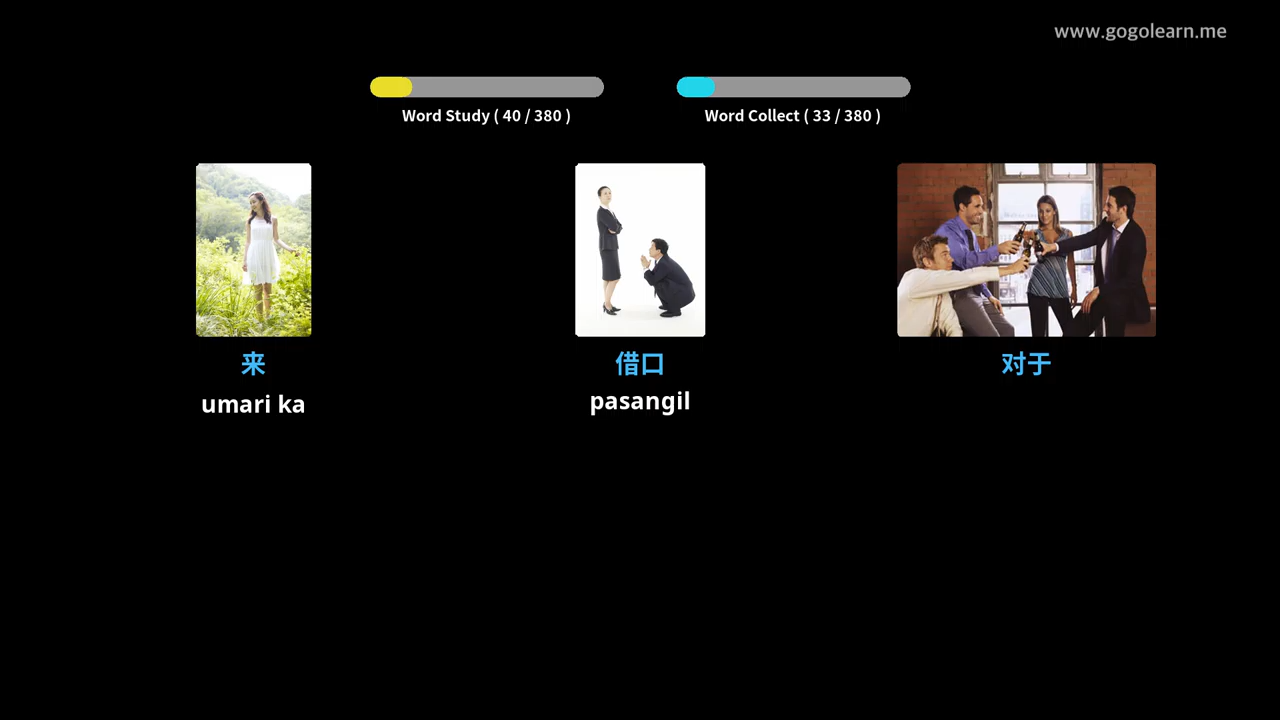 www.gogolearn.me
Word Study ( 40 / 380 )
Word Collect ( 33 / 380 )
来
借口
对于
umari ka
pasangil